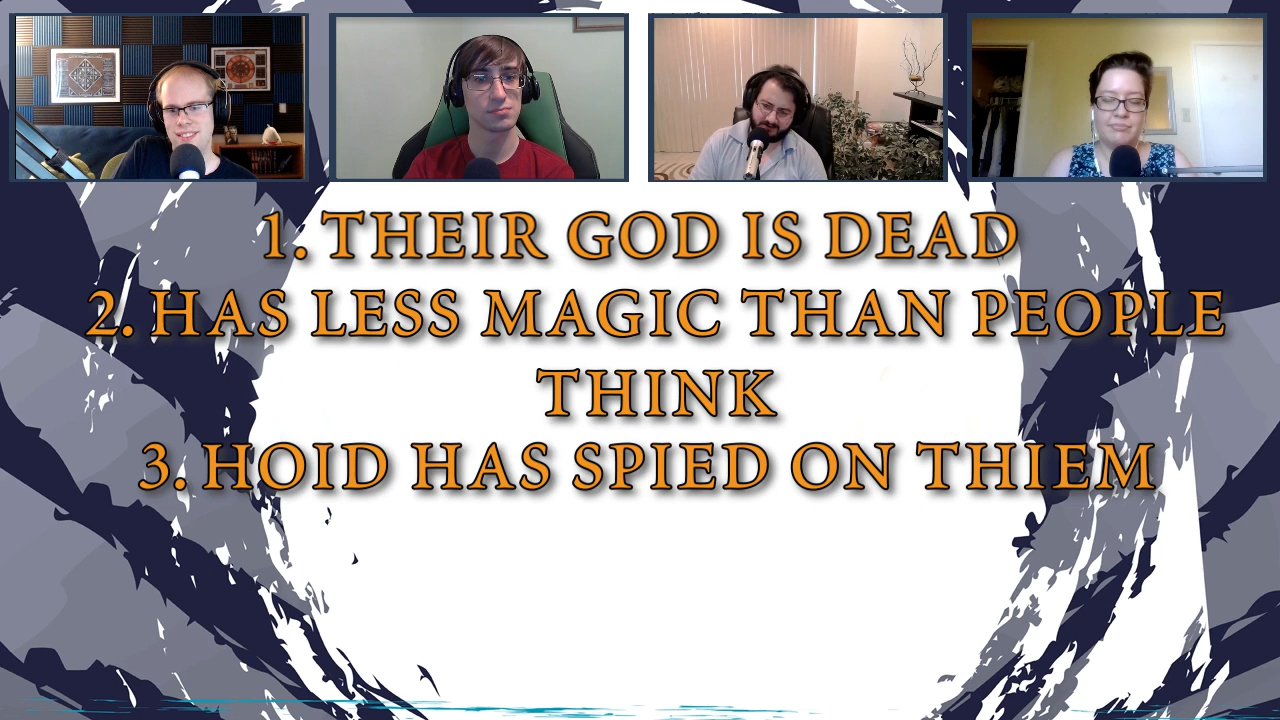 1. THEIR GOD IS DEAD
2. HAS LESS MAGIC THAN PEOPLE
THINK
3. HOID HAS SPIED ON THIEM